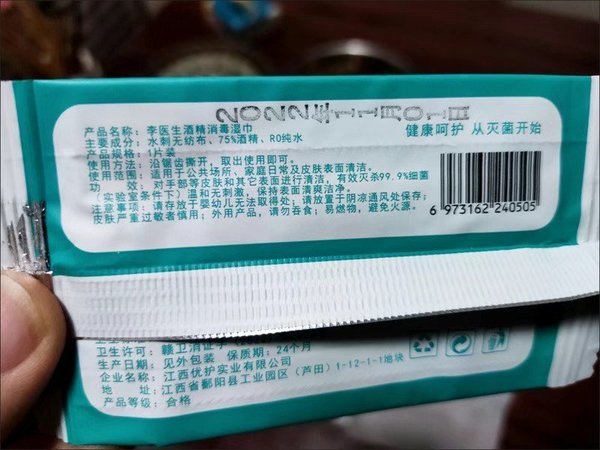 2022年11月01日
产品名称：李医生酒精消毒湿巾
主要成分：水刺无纺布、75%酒精、RO纯水
产品规格：1片装
使用方法：沿锯齿撕开，取出使用即可。
使用范围：适用于公共场所、家庭日常及皮肤表面清洁。
功 效：对手部等皮肤和其它表面进行清洁，有效灭杀99.9%细菌
（实验室条件下）温和无刺激，保持表面清爽洁净。
注意事项：请存放于婴幼儿无法取得处；请放置于阴凉通风处保存；
皮肤严重过敏者慎用；外用产品，请勿吞食；易燃物，避免火源。
健康呵护 从灭菌开始
6 973162 240505
卫生许可：赣卫消证字
生产日期：见外包装 保质期：24个月
企业名称：江西优护实业有限公司
地 址：江西省鄱阳县工业园区（芦田）1-12-1-1地块
产品等级：合格